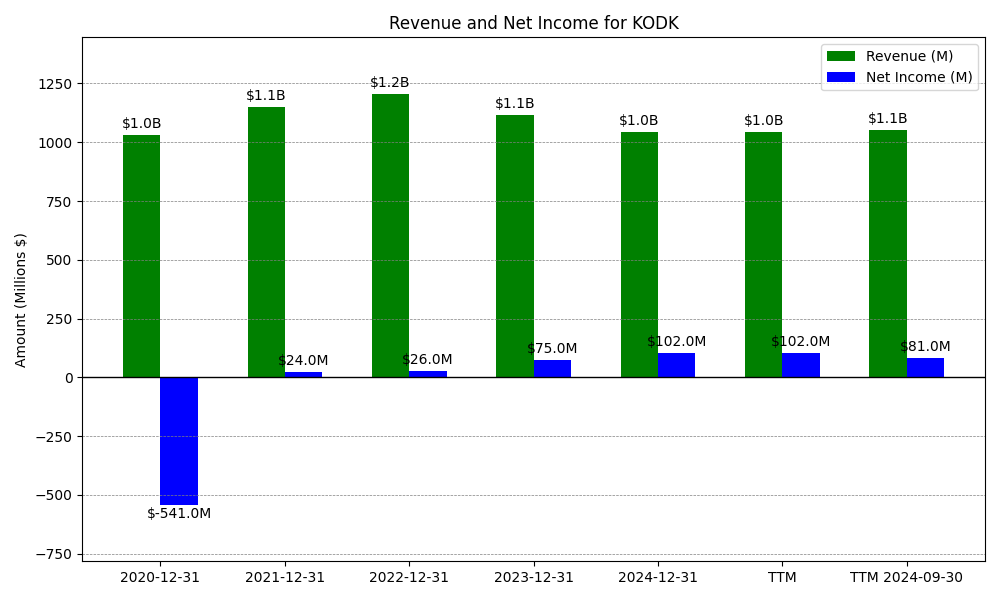 Revenue and Net Income for KODK
Revenue (M)
Net Income (M)
Amount (Millions $)
1250
1000
750
500
250
0
−250
−500
−750
$1.0B
$1.1B
$1.2B
$1.1B
$1.0B
$1.0B
$1.1B
$-541.0M
$24.0M
$26.0M
$75.0M
$102.0M
$102.0M
$81.0M
2020-12-31
2021-12-31
2022-12-31
2023-12-31
2024-12-31
TTM
TTM 2024-09-30